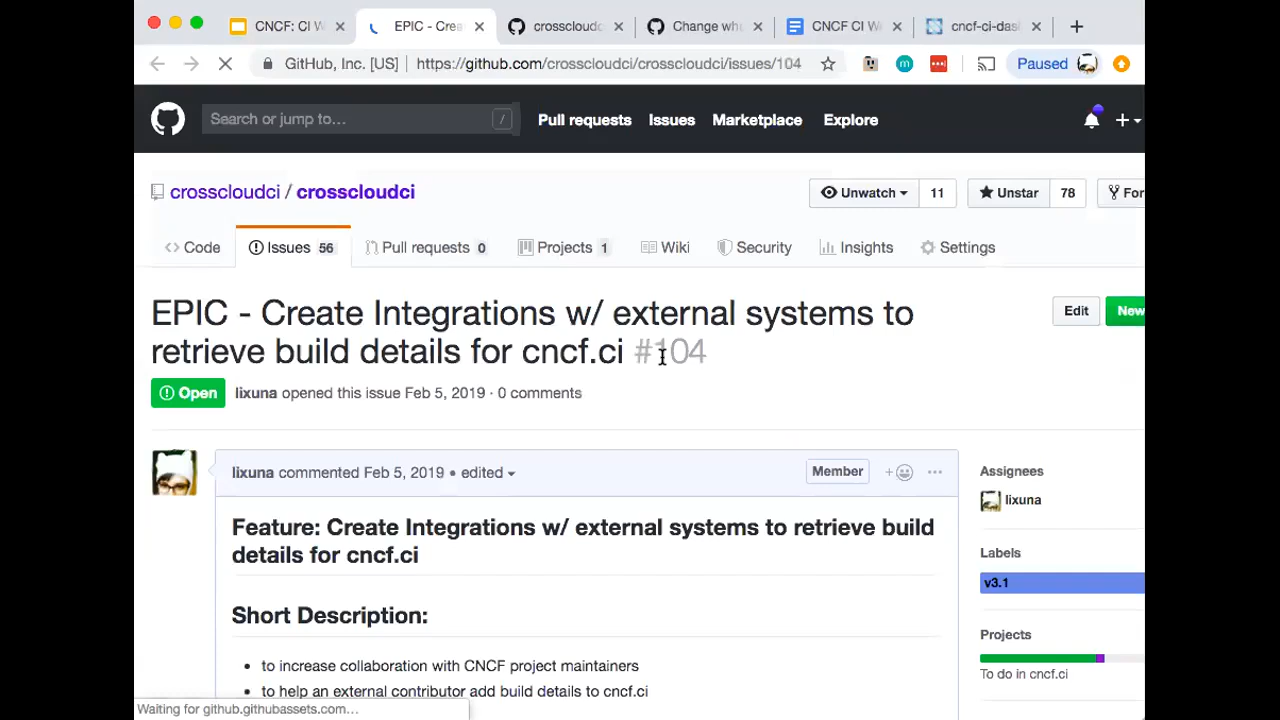 CNCF: CI W
EPIC - Crea
crosscloudc
Change wh
CNCF CI W
cncf-ci-das
GitHub, Inc. [US] https://github.com/crosscloudci/crosscloudci/issues/104
Paused
Search or jump to… /
Pull requests Issues Marketplace Explore
crosscloudci / crosscloudci
Unwatch 11 Unstar 78 For
Code Issues 56 Pull requests 0 Projects 1 Wiki Security Insights Settings
EPIC - Create Integrations w/ external systems to
retrieve build details for cncf.ci #104
Edit New
Open lixuna opened this issue Feb 5, 2019 · 0 comments
lixuna commented Feb 5, 2019 • edited
Member
Feature: Create Integrations w/ external systems to retrieve build
details for cncf.ci
Short Description:
• to increase collaboration with CNCF project maintainers
• to help an external contributor add build details to cncf.ci
Assignees
lixuna
Labels
v3.1
Projects
To do in cncf.ci
Waiting for github.githubassets.com…